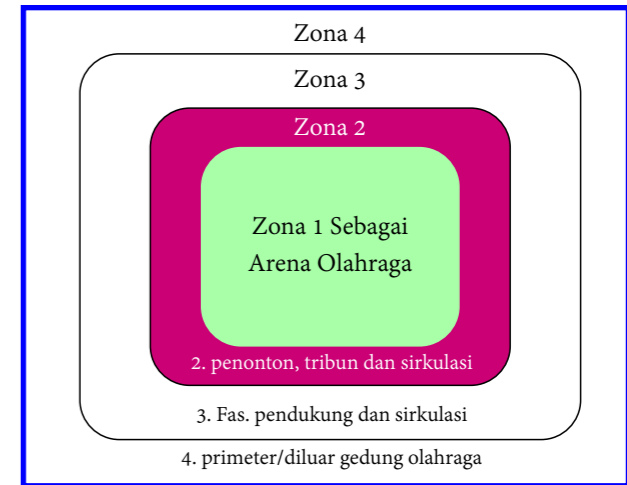 Zona 4
Zona 3
Zona 2
Zona 1 Sebagai
Arena Olahraga
2. penonton, tribun dan sirkulasi
3. Fas. pendukung dan sirkulasi
4. primeter/diluar gedung olahraga